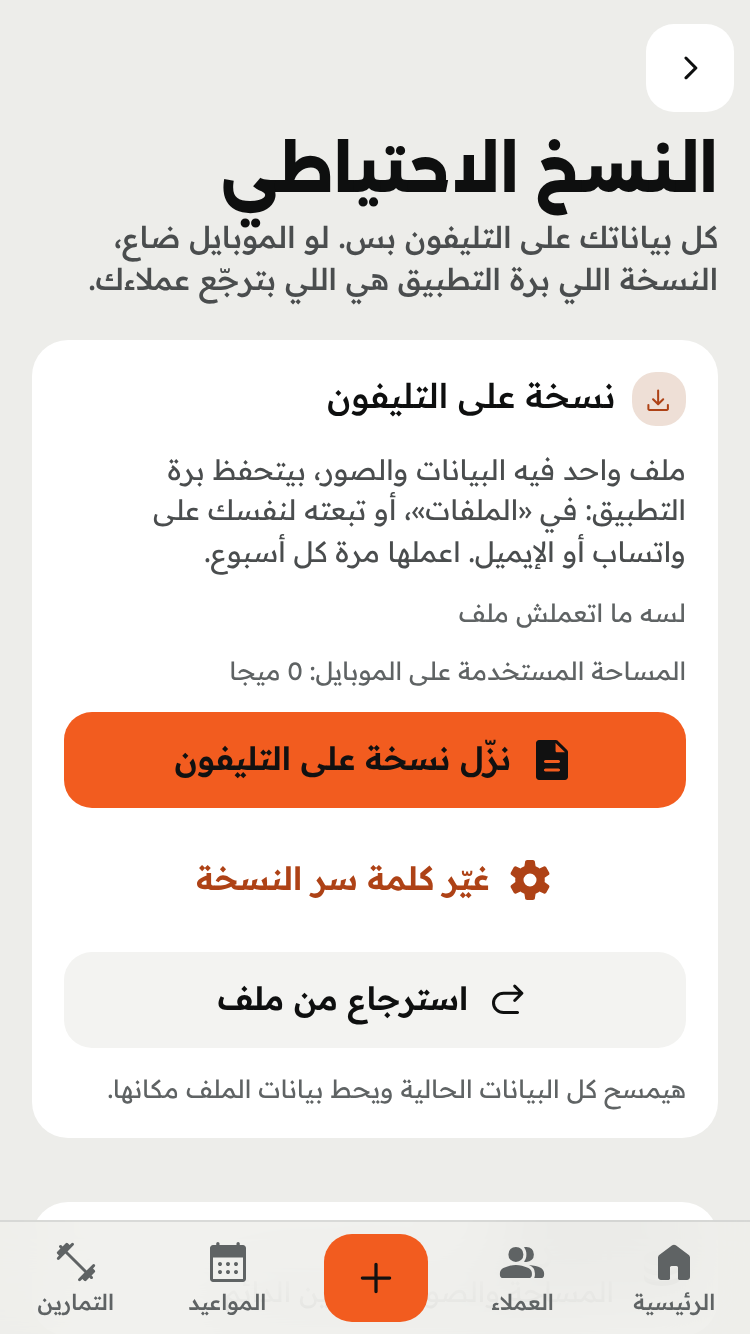 النسخ الاحتياطي
كل بياناتك على التليفون بس. لو الموبايل ضاع،
النسخة اللي برة التطبيق هي اللي بترجّع عملاءك.
نسخة على التليفون
ملف واحد فيه البيانات والصور، بيتحفظ برة
التطبيق: في «الملفات»، أو تبعته لنفسك على
واتساب أو الإيميل. اعملها مرة كل أسبوع.
لسه ما اتعملش ملف
المساحة المستخدمة على الموبايل: 0 ميجا
نزّل نسخة على التليفون
غيّر كلمة سر النسخة
استرجاع من ملف
هيمسح كل البيانات الحالية ويحط بيانات الملف مكانها.
الرئيسية
العملاء
المواعيد
التمارين